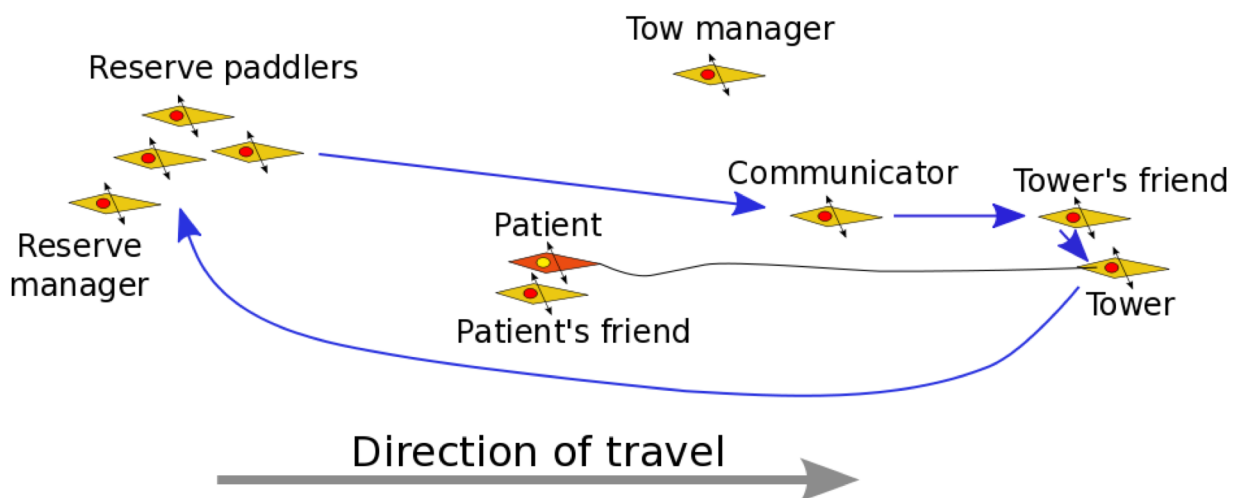 Tow manager
Reserve paddlers
Communicator
Tower's friend
Patient
Reserve
manager
Tower
Patient's friend
Direction of travel